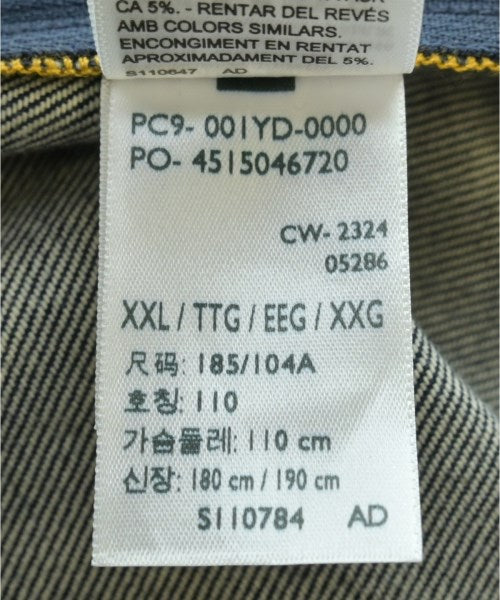 CA 5%. - RENTAR DEL REVÉS
AMB COLORS SIMILARS.
ENCONGIMENT EN RENTAT
APROXIMADAMENT DEL 5%.
S110647 AD
PC9- 001YD-0000
PO- 4515046720
CW- 2324
05286
XXL / TTG / EEG / XXG
尺码: 185/104A
호칭: 110
가슴둘레: 110 cm
신장: 180 cm / 190 cm
S110784 AD